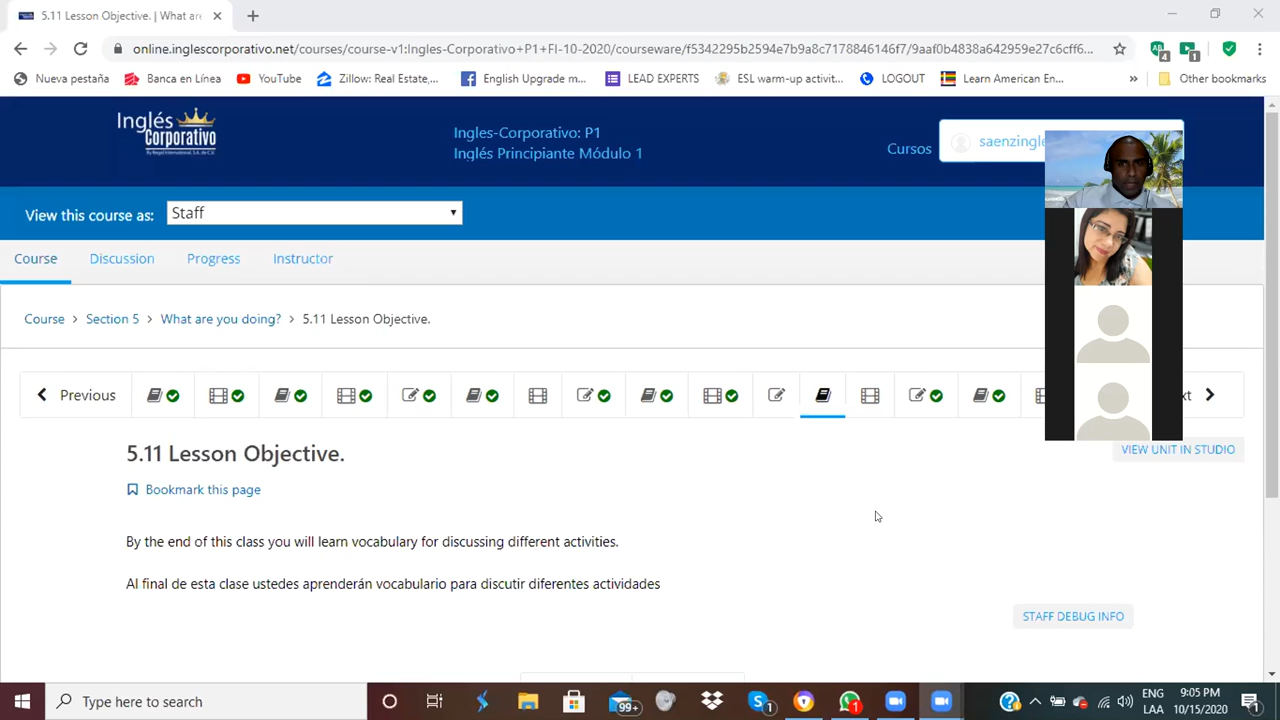 5.11 Lesson Objective. | What are
online.inglescorporativo.net/courses/course-v1:Ingles-Corporativo+P1+FI-10-2020/courseware/f5342295b2594e7b9a8c7178846146f7/9aaf0b4838a642959e27c6cff6...
4
1
Nueva pestaña
Banca en Línea
YouTube
Zillow: Real Estate,...
English Upgrade m...
LEAD EXPERTS
ESL warm-up activit...
LOGOUT
Learn American En...
»
Other bookmarks
Inglés
Corporativo
Ingles-Corporativo: P1
Inglés Principiante Módulo 1
Cursos
saenzingle
View this course as:
Staff
Course
Discussion
Progress
Instructor
Course > Section 5 > What are you doing? > 5.11 Lesson Objective.
Previous
xt
5.11 Lesson Objective.
VIEW UNIT IN STUDIO
Bookmark this page
By the end of this class you will learn vocabulary for discussing different activities.
Al final de esta clase ustedes aprenderán vocabulario para discutir diferentes actividades
STAFF DEBUG INFO
Type here to search
99+
1
1
ENG
LAA
9:05 PM
10/15/2020
1